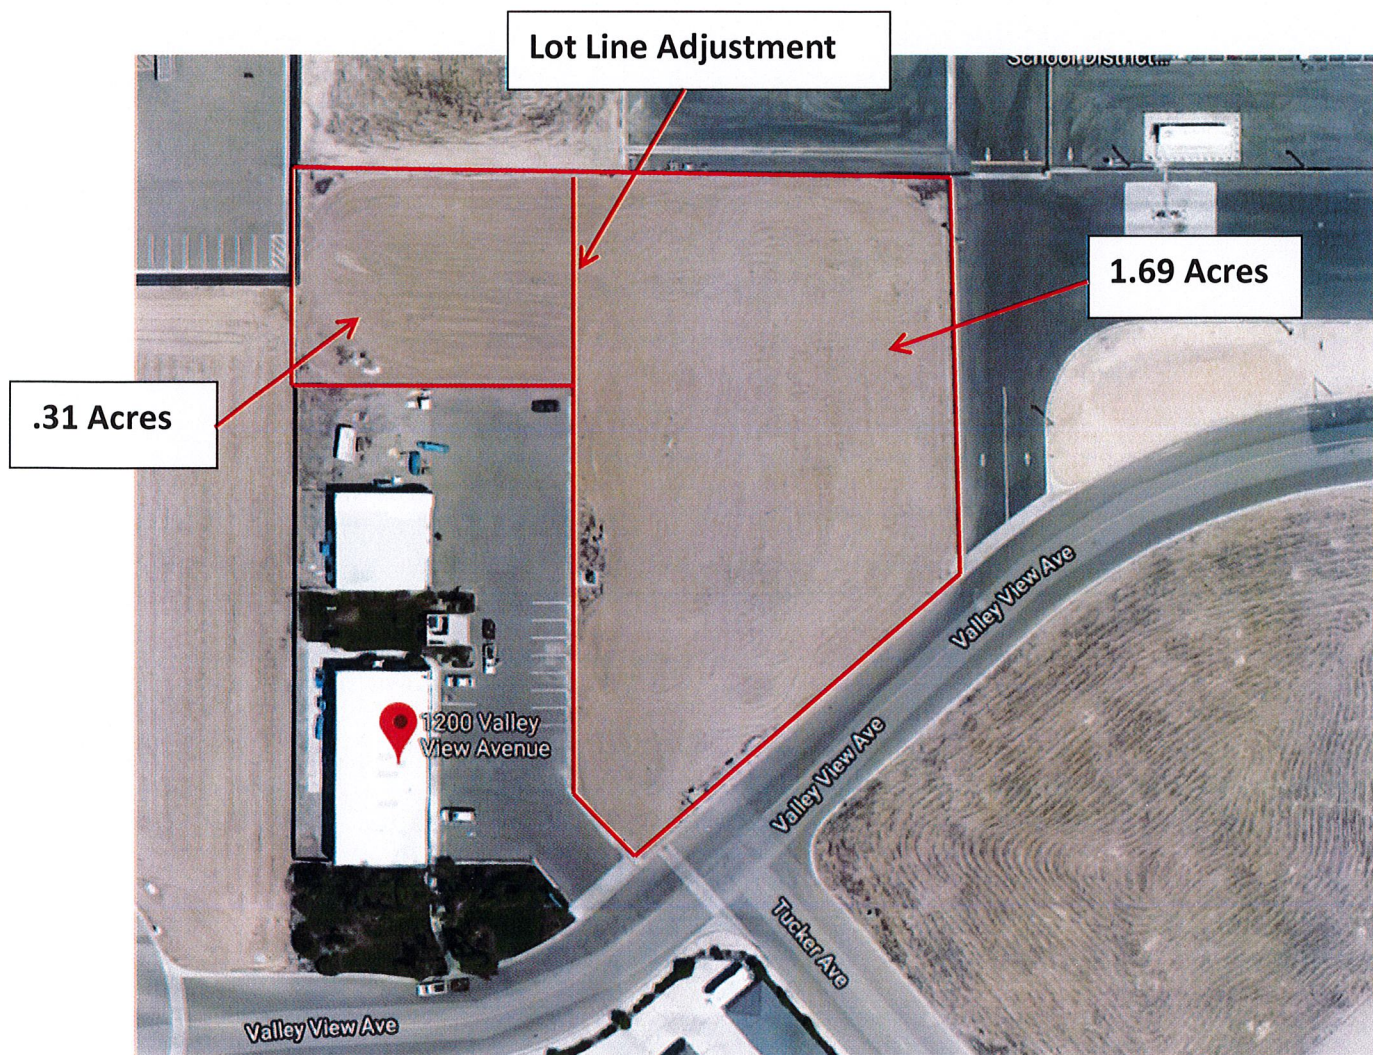 Lot Line Adjustment
School District...
1.69 Acres
.31 Acres
Valley View Ave
1200 Valley
View Avenue
Valley View Ave
Tucker Ave
Valley View Ave